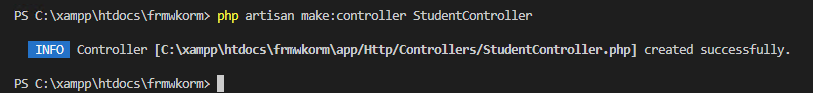 PS C:\xampp\htdocs\frmwkorm> php artisan make:controller StudentController
INFO Controller [C:\xampp\htdocs\frmwkorm\app/Http/Controllers/StudentController.php] created successfully.
PS C:\xampp\htdocs\frmwkorm>